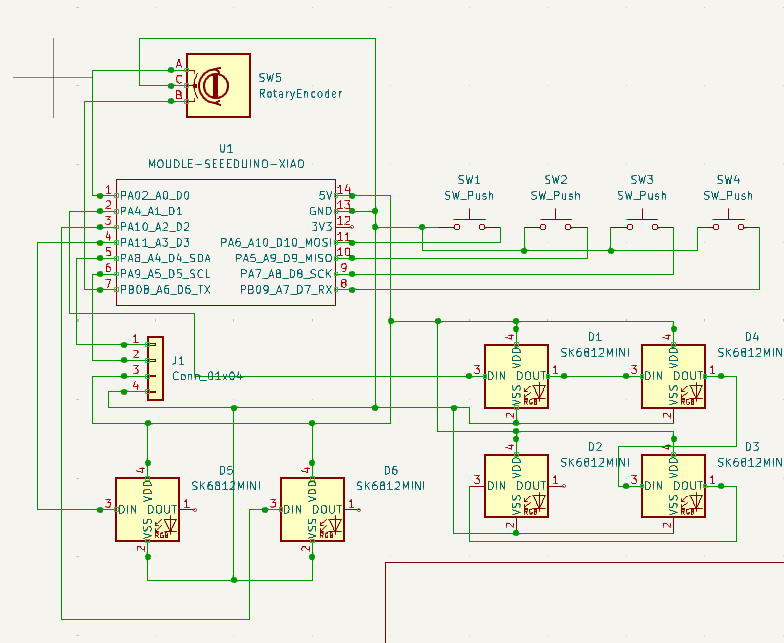 A
C
B
SW5
RotaryEncoder
U1
MOUDLE-SEEEDUINO-XIAO
1 PA02_A0_D0
2 PA4_A1_D1
3 PA10_A2_D2
4 PA11_A3_D3
5 PA8_A4_D4_SDA
6 PA9_A5_D5_SCL
7 PB08_A6_D6_TX
5V 14
GND 13
3V3 12
PA6_A10_D10_MOSI 11
PA5_A9_D9_MISO 10
PA7_A8_D8_SCK 9
PB09_A7_D7_RX 8
SW1
SW_Push
SW2
SW_Push
SW3
SW_Push
SW4
SW_Push
J1
Conn_01x04
1
2
3
4
D1
SK6812MINI
4
VDD
3 DIN
DOUT 1
VSS
RGB
2
D4
SK6812MINI
4
VDD
3 DIN
DOUT 1
VSS
RGB
2
D2
SK6812MINI
4
VDD
3 DIN
DOUT 1
VSS
RGB
2
D3
SK6812MINI
4
VDD
3 DIN
DOUT 1
VSS
RGB
2
D5
SK6812MINI
4
VDD
3 DIN
DOUT 1
VSS
RGB
2
D6
SK6812MINI
4
VDD
3 DIN
DOUT 1
VSS
RGB
2